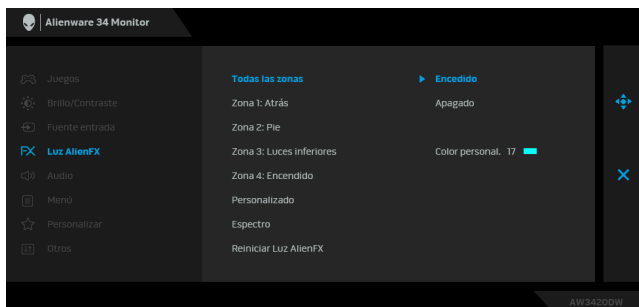 Alienware 34 Monitor
Juegos
Brillo/Contraste
Fuente entrada
FX Luz AlienFX
Audio
Menú
Personalizar
Otros
Todas las zonas
Zona 1: Atrás
Zona 2: Pie
Zona 3: Luces inferiores
Zona 4: Encendido
Personalizado
Espectro
Reiniciar Luz AlienFX
Encedido
Apagado
Color personal. 17
AW3420DW